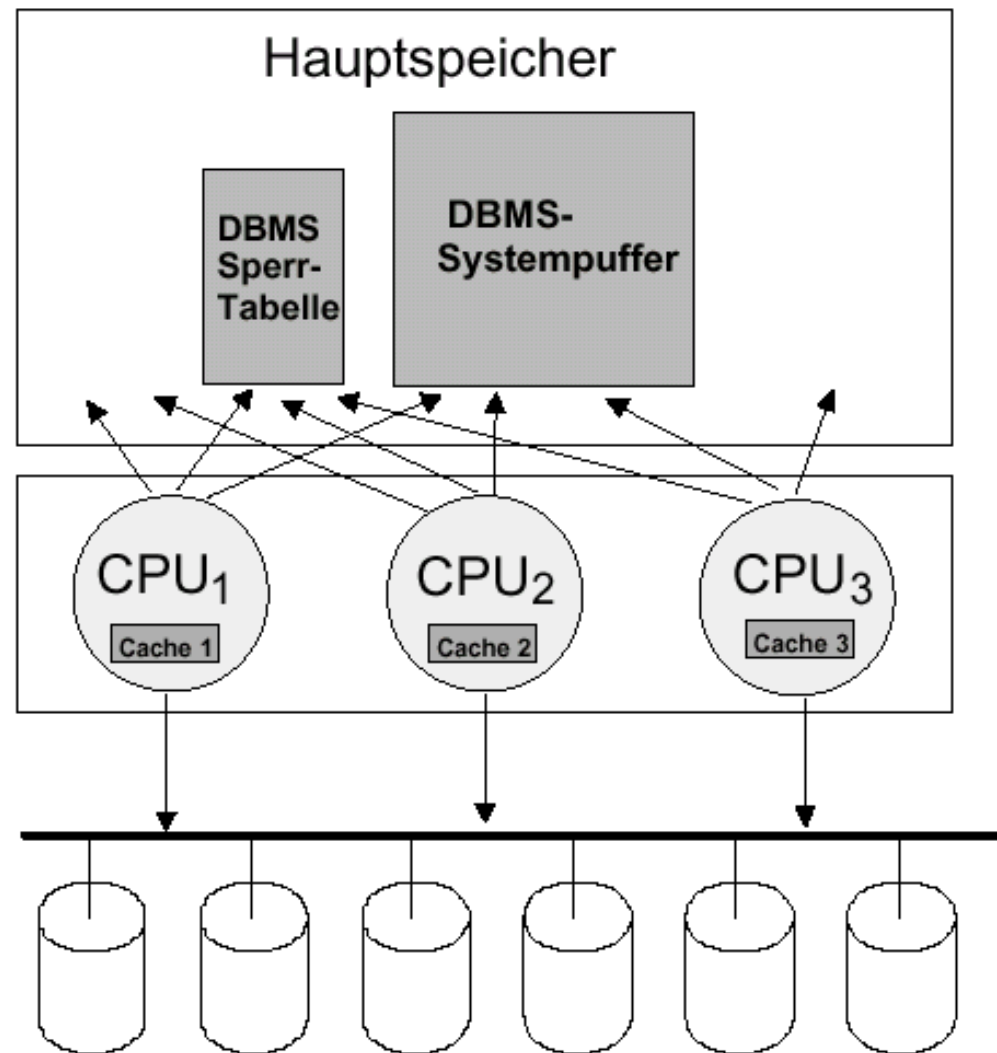 Hauptspeicher
DBMS
Sperr-
Tabelle
DBMS-
Systempuffer
CPU₁
Cache 1
CPU₂
Cache 2
CPU₃
Cache 3